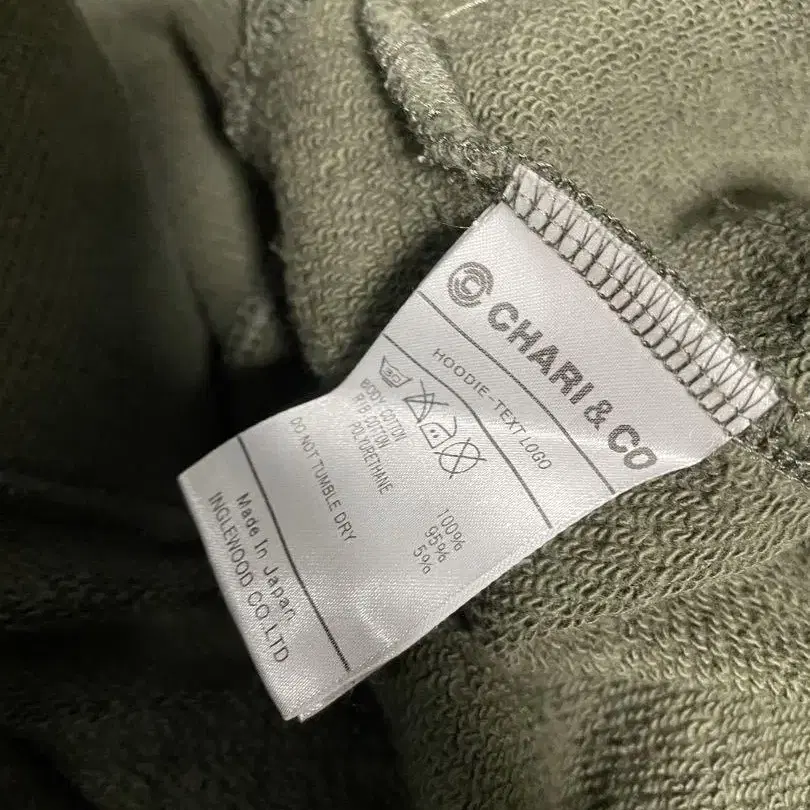 © CHARI & CO
HOODIE-TEXT LOGO
30
BODY COTTON 100%
RIB COTTON 95%
POLYURETHANE 5%
DO NOT TUMBLE DRY
Made In Japan
INGLEWOOD CO.LTD